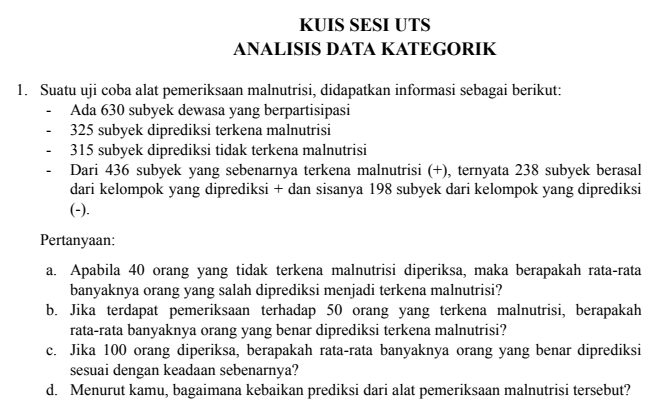 KUIS SESI UTS
ANALISIS DATA KATEGORIK
1. Suatu uji coba alat pemeriksaan malnutrisi, didapatkan informasi sebagai berikut:
- Ada 630 subyek dewasa yang berpartisipasi
- 325 subyek diprediksi terkena malnutrisi
- 315 subyek diprediksi tidak terkena malnutrisi
- Dari 436 subyek yang sebenarnya terkena malnutrisi (+), ternyata 238 subyek berasal
dari kelompok yang diprediksi + dan sisanya 198 subyek dari kelompok yang diprediksi
(-).
Pertanyaan:
a. Apabila 40 orang yang tidak terkena malnutrisi diperiksa, maka berapakah rata-rata
banyaknya orang yang salah diprediksi menjadi terkena malnutrisi?
b. Jika terdapat pemeriksaan terhadap 50 orang yang terkena malnutrisi, berapakah
rata-rata banyaknya orang yang benar diprediksi terkena malnutrisi?
c. Jika 100 orang diperiksa, berapakah rata-rata banyaknya orang yang benar diprediksi
sesuai dengan keadaan sebenarnya?
d. Menurut kamu, bagaimana kebaikan prediksi dari alat pemeriksaan malnutrisi tersebut?